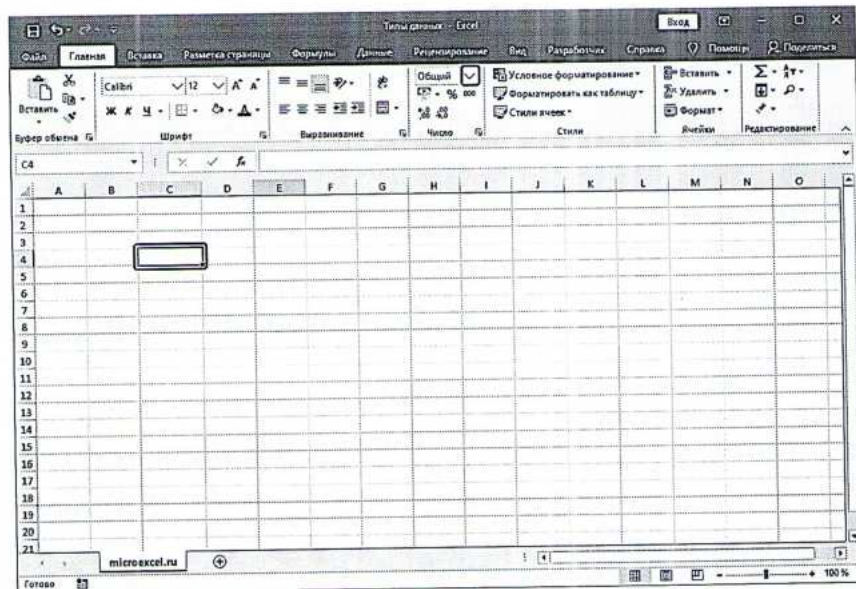 Типы данных - Excel
Вход
Файл Главная Вставка Разметка страницы Формулы Данные Рецензирование Вид Разработчик Справка Помощн Поделиться
Вставить
Буфер обмена
Calibri 12 A A
Ж К Ч A
Шрифт
Выравнивание
Общий
% 000
Число
Условное форматирование
Форматировать как таблицу
Стили ячеек
Стили
Вставить
Удалить
Формат
Ячейки
Σ
Редактирование
C4 fx
A B C D E F G H I J K L M N O
1
2
3
4
5
6
7
8
9
10
11
12
13
14
15
16
17
18
19
20
21
microexcel.ru
Готово 100%